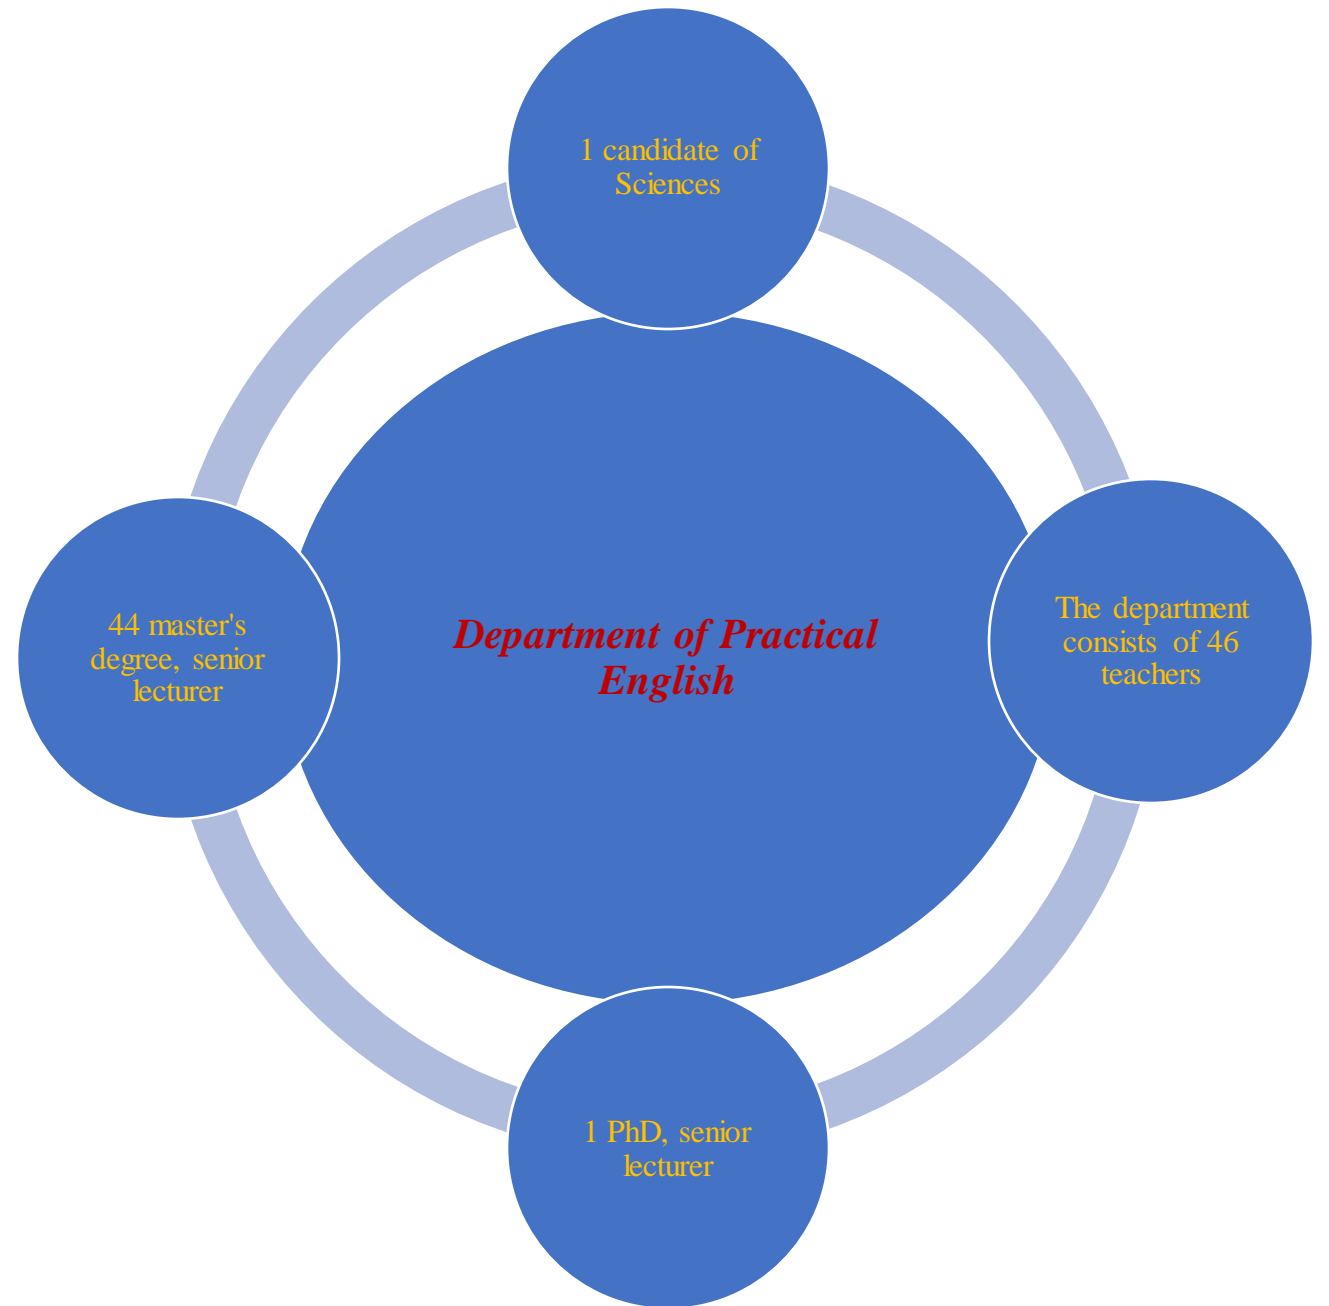 1 candidate of
Sciences
The department
consists of 46
teachers
44 master's
degree, senior
lecturer
Department of Practical
English
1 PhD, senior
lecturer